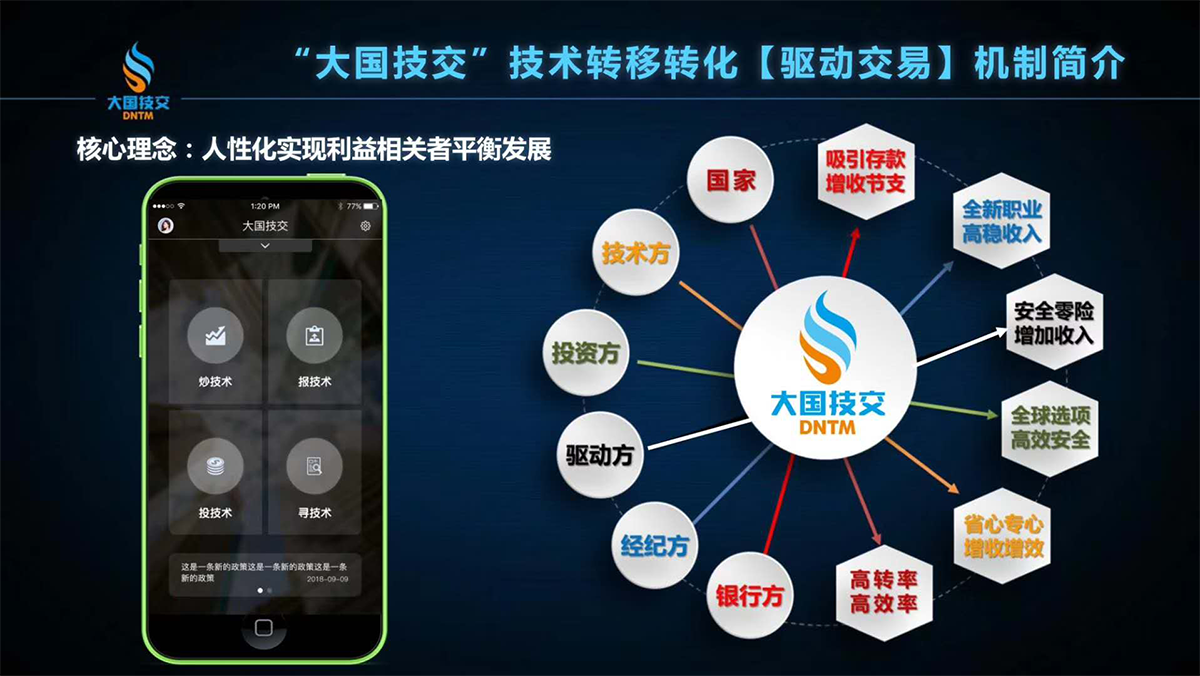 “大国技交”技术转移转化【驱动交易】机制简介
大国技交
DNTM
核心理念：人性化实现利益相关者平衡发展
1:20 PM
77%
大国技交
炒技术
报技术
投技术
寻技术
这是一条新的政策这是一条新的政策这是一条
新的政策
2018-09-09
国家
技术方
投资方
驱动方
经纪方
银行方
大国技交
DNTM
吸引存款
增收节支
全新职业
高稳收入
安全零险
增加收入
全球选项
高效安全
省心专心
增收增效
高转率
高效率